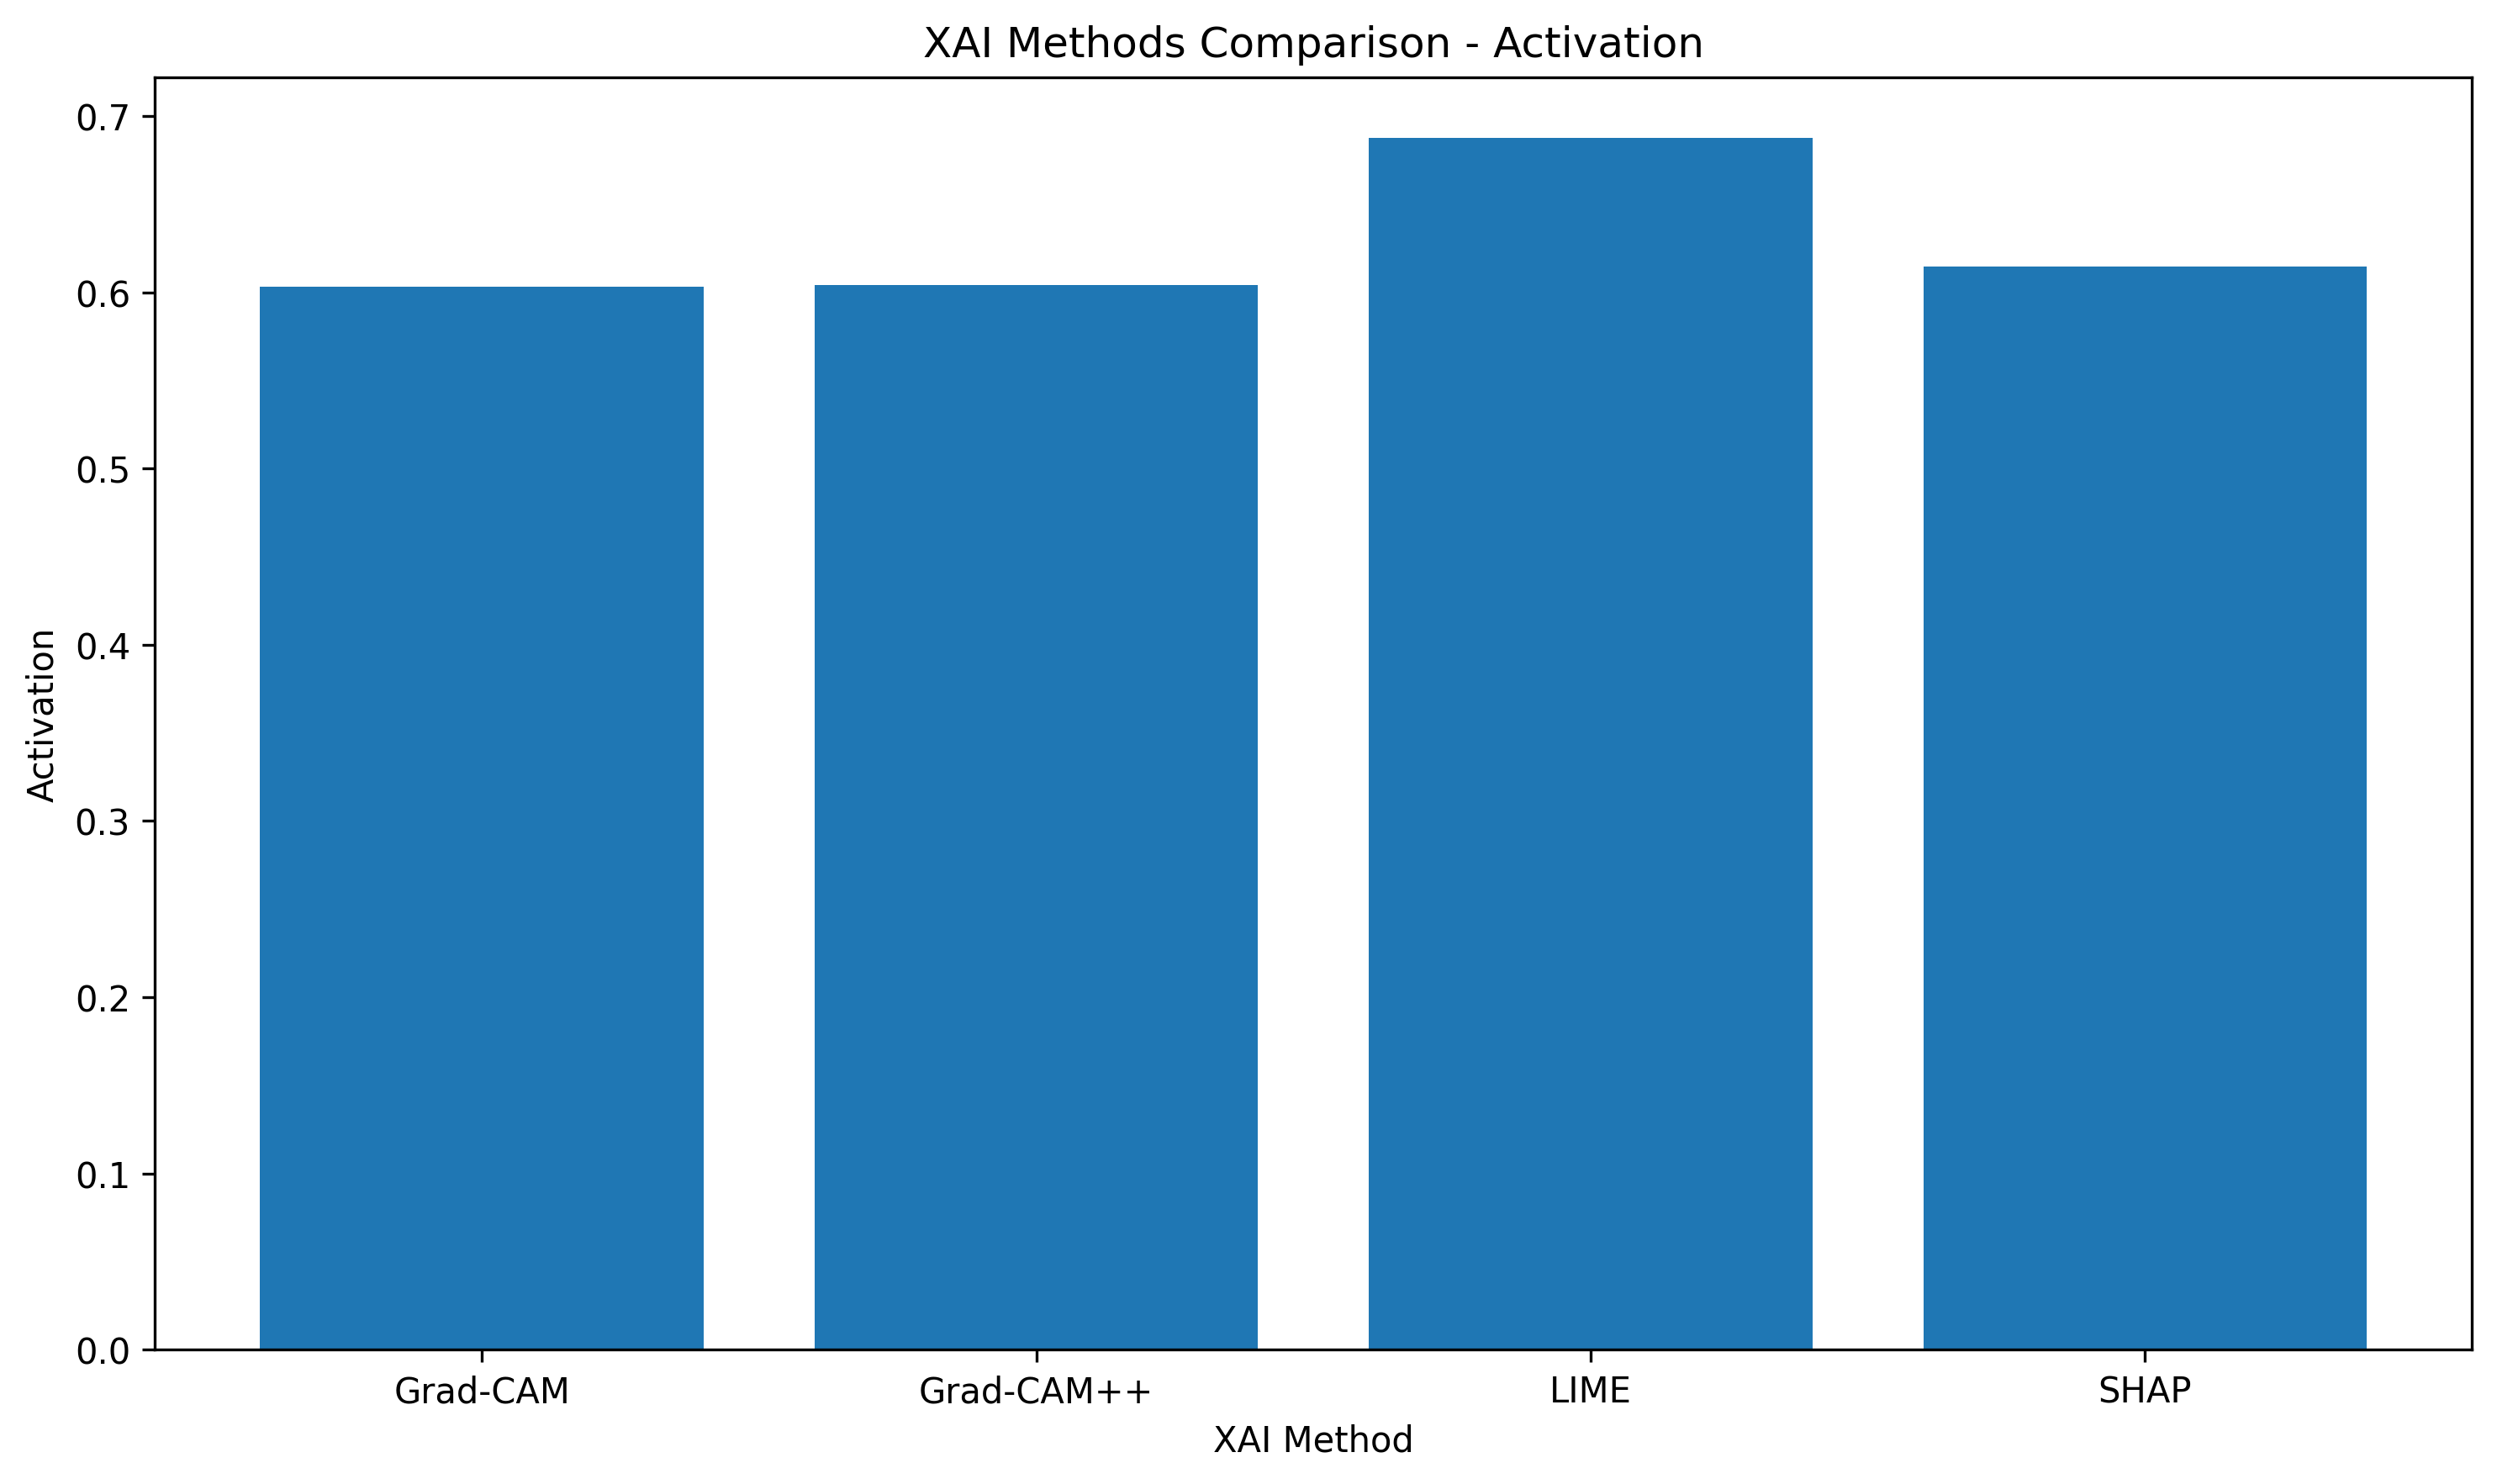 XAI Methods Comparison - Activation
0.7
0.6
0.5
0.4
0.3
0.2
0.1
0.0
Activation
Grad-CAM
Grad-CAM++
LIME
SHAP
XAI Method